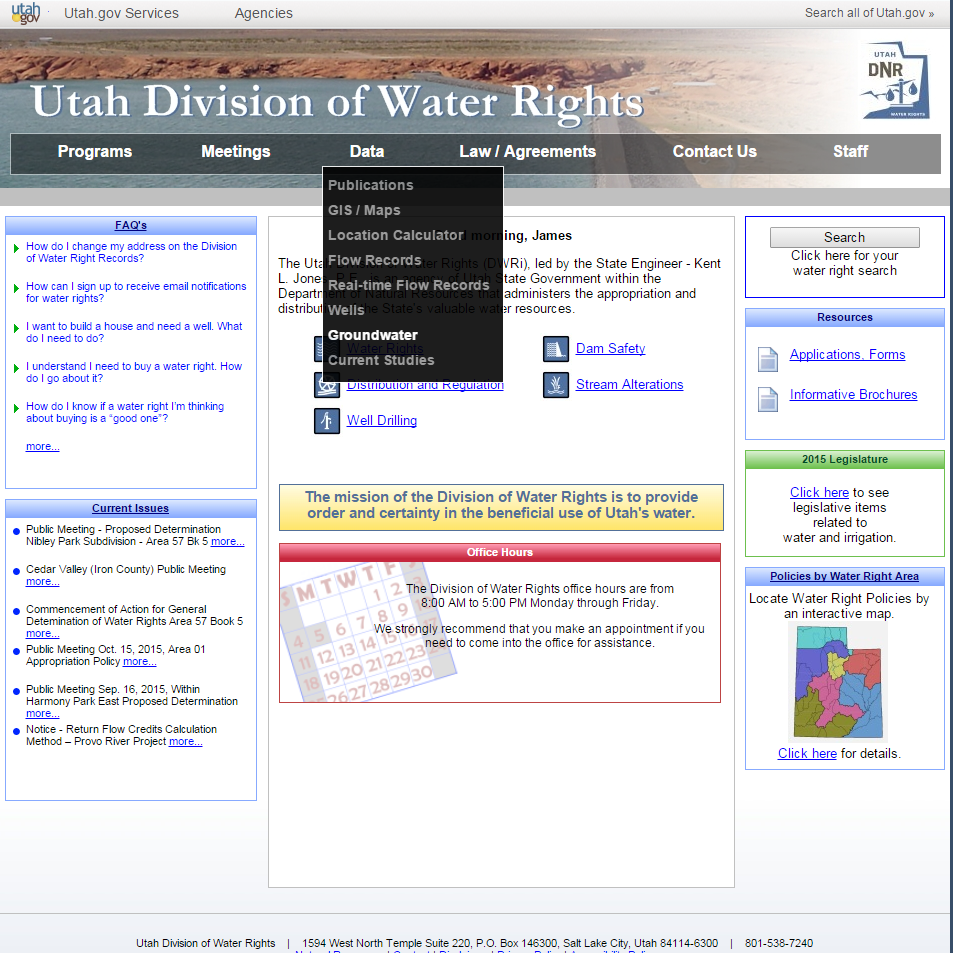 utah.gov
Utah.gov Services
Agencies
Search all of Utah.gov »
Utah Division of Water Rights
UTAH
DNR
WATER RIGHTS
Programs
Meetings
Data
Law / Agreements
Contact Us
Staff
Publications
GIS / Maps
Location Calculator
Flow Records
Real-time Flow Records
Wells
Groundwater
Current Studies
FAQ's
How do I change my address on the Division
of Water Right Records?
How can I sign up to receive email notifications
for water rights?
I want to build a house and need a well. What
do I need to do?
I understand I need to buy a water right. How
do I go about it?
How do I know if a water right I'm thinking
about buying is a “good one”?
more...
Current Issues
Public Meeting - Proposed Determination
Nibley Park Subdivision - Area 57 Bk 5 more...
Cedar Valley (Iron County) Public Meeting
more...
Commencement of Action for General
Detemination of Water Rights Area 57 Book 5
more...
Public Meeting Oct. 15, 2015, Area 01
Appropriation Policy more...
Public Meeting Sep. 16, 2015, Within
Harmony Park East Proposed Determination
more...
Notice - Return Flow Credits Calculation
Method – Provo River Project more...
morning, James
The Utah Division of Water Rights (DWRi), led by the State Engineer - Kent
L. Jones, P.E., is an agency of Utah State Government within the
Department of Natural Resources that administers the appropriation and
distribution of the State's valuable water resources.
Water Rights
Dam Safety
Distribution and Regulation
Stream Alterations
Well Drilling
The mission of the Division of Water Rights is to provide
order and certainty in the beneficial use of Utah's water.
Office Hours
S M T W T F S
1 2
4 5 6 7 8 9
11 12 13 14 15
18 19 20 21 22 23
26 27 28 29 30
The Division of Water Rights office hours are from
8:00 AM to 5:00 PM Monday through Friday.
We strongly recommend that you make an appointment if you
need to come into the office for assistance.
Search
Click here for your
water right search
Resources
Applications, Forms
Informative Brochures
2015 Legislature
Click here to see
legislative items
related to
water and irrigation.
Policies by Water Right Area
Locate Water Right Policies by
an interactive map.
Click here for details.
Utah Division of Water Rights | 1594 West North Temple Suite 220, P.O. Box 146300, Salt Lake City, Utah 84114-6300 | 801-538-7240